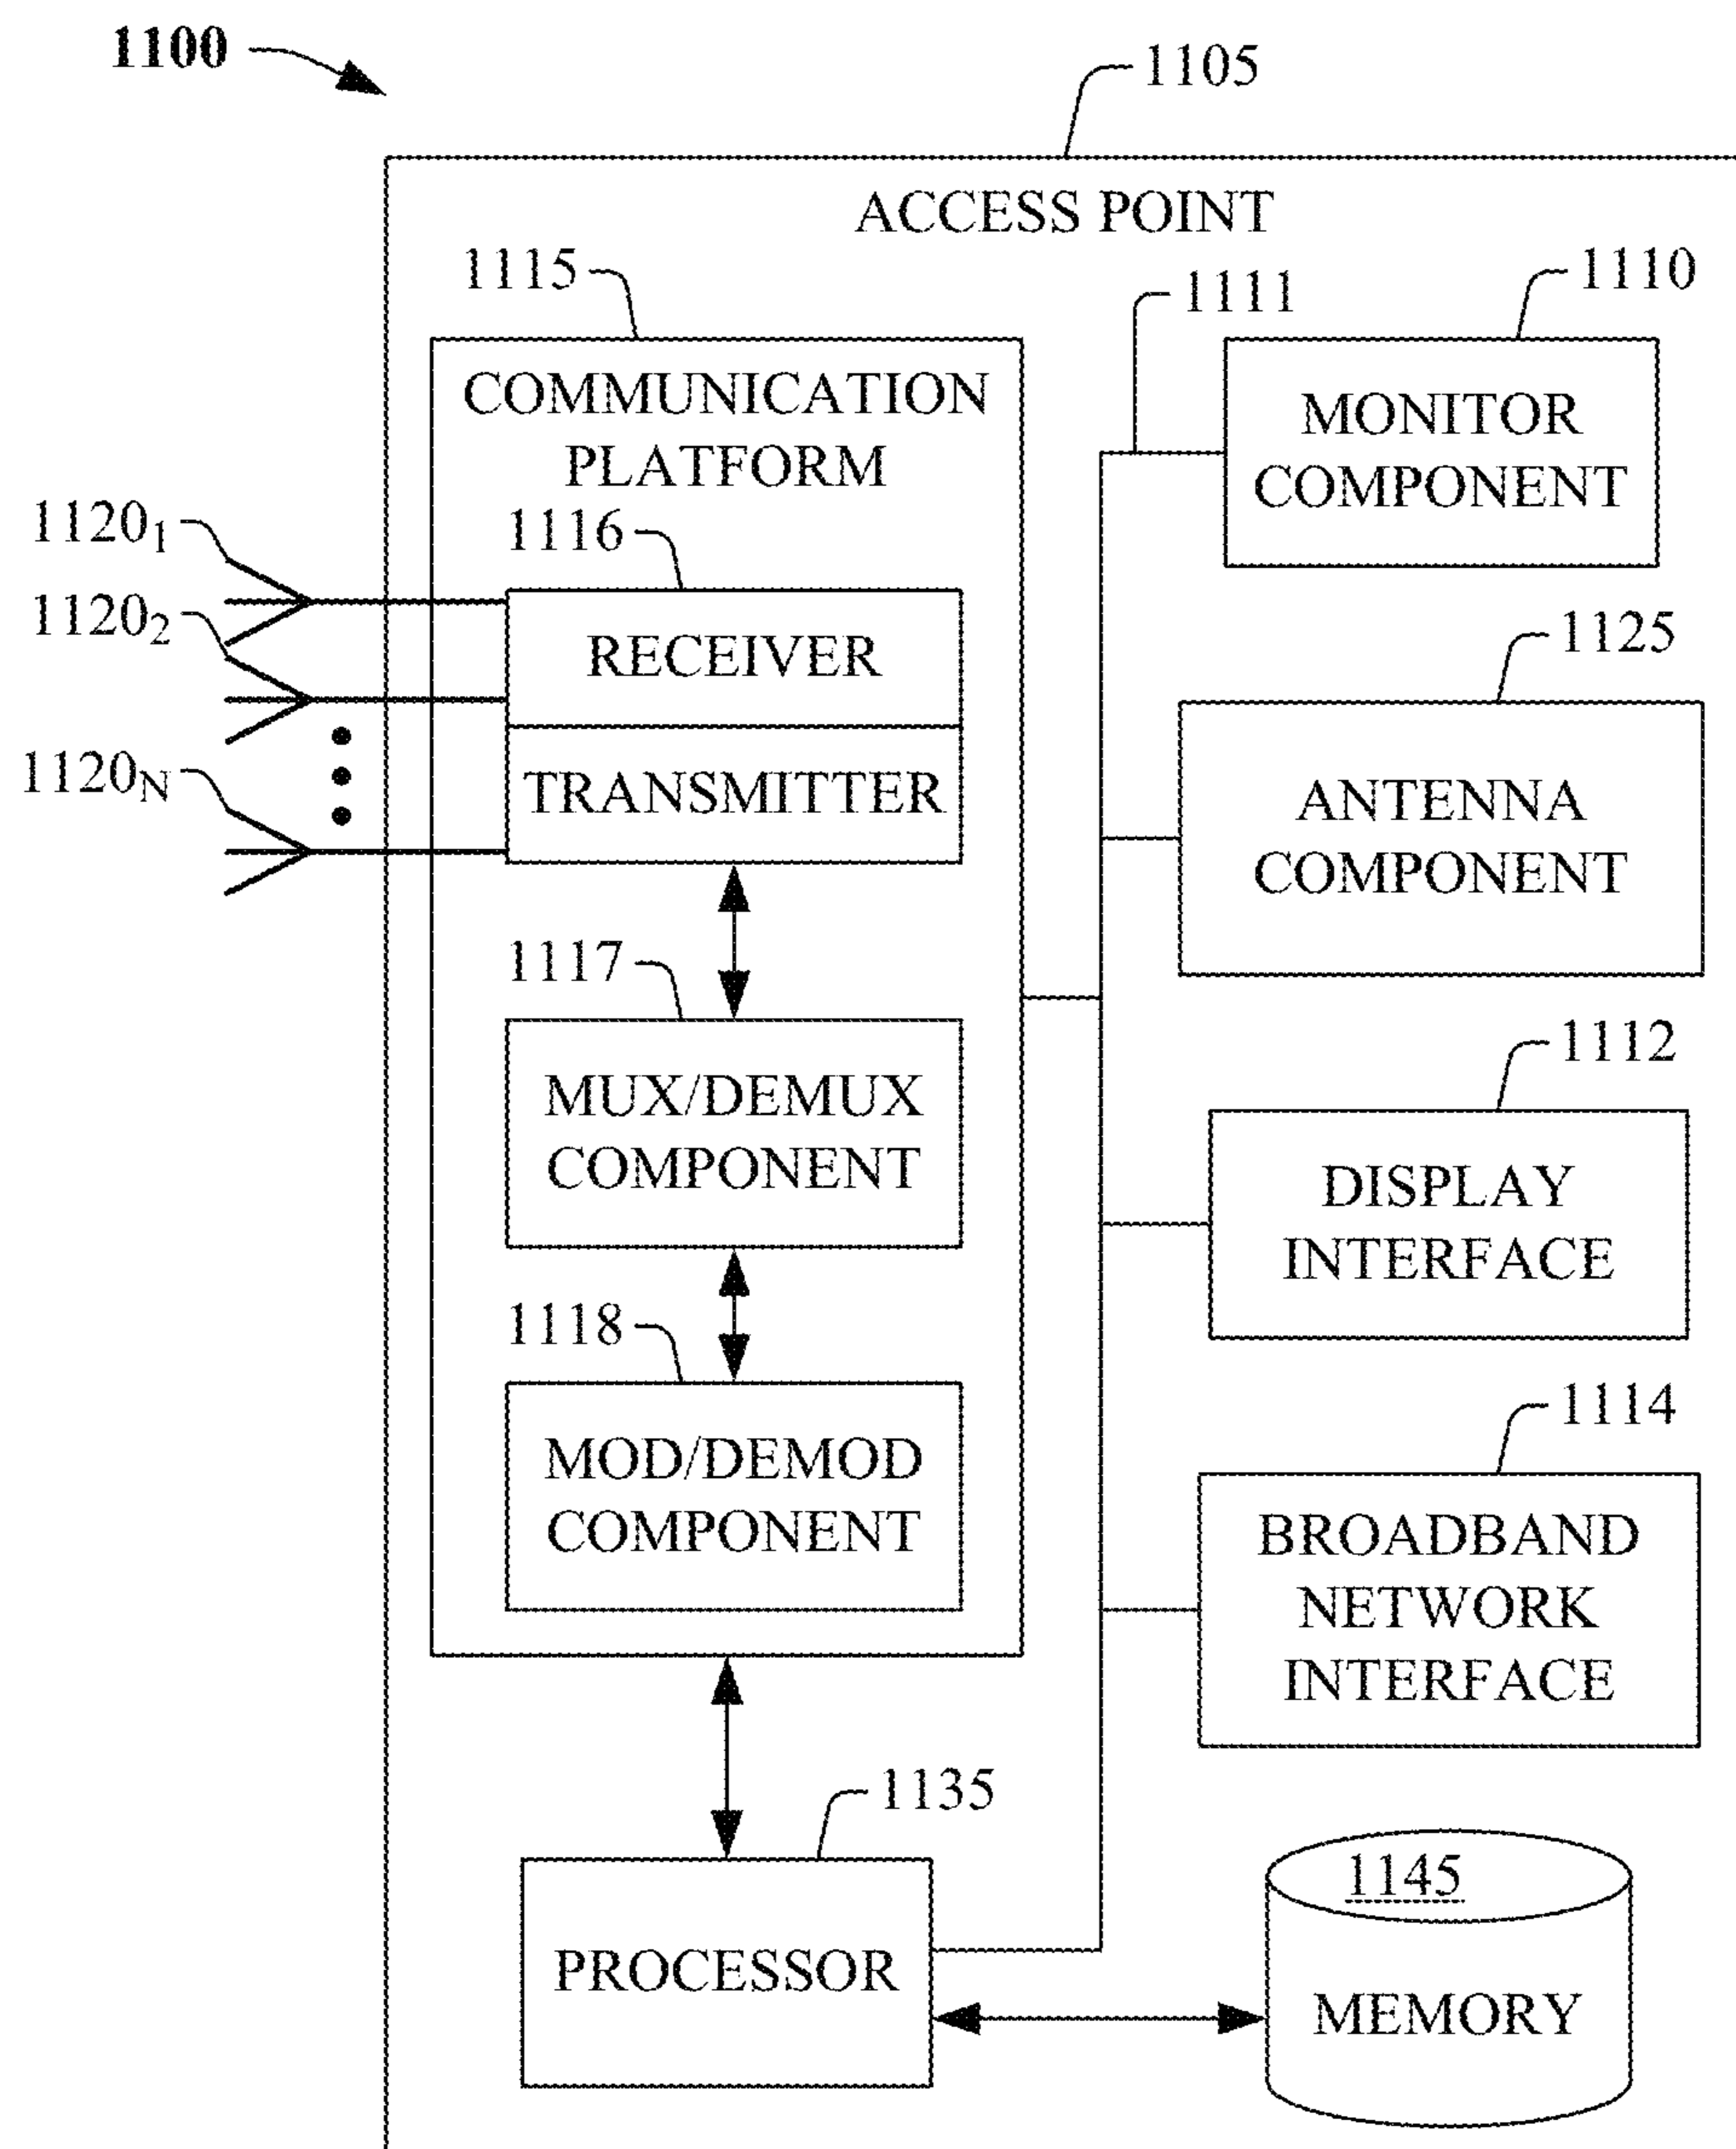 1100
1105
ACCESS POINT
1115
1111
1110
COMMUNICATION
PLATFORM
MONITOR
COMPONENT
1120₁
1116
1120₂
RECEIVER
1125
1120ɴ
TRANSMITTER
ANTENNA
COMPONENT
1117
MUX/DEMUX
COMPONENT
1112
DISPLAY
INTERFACE
1118
MOD/DEMOD
COMPONENT
1114
BROADBAND
NETWORK
INTERFACE
1135
PROCESSOR
1145
MEMORY